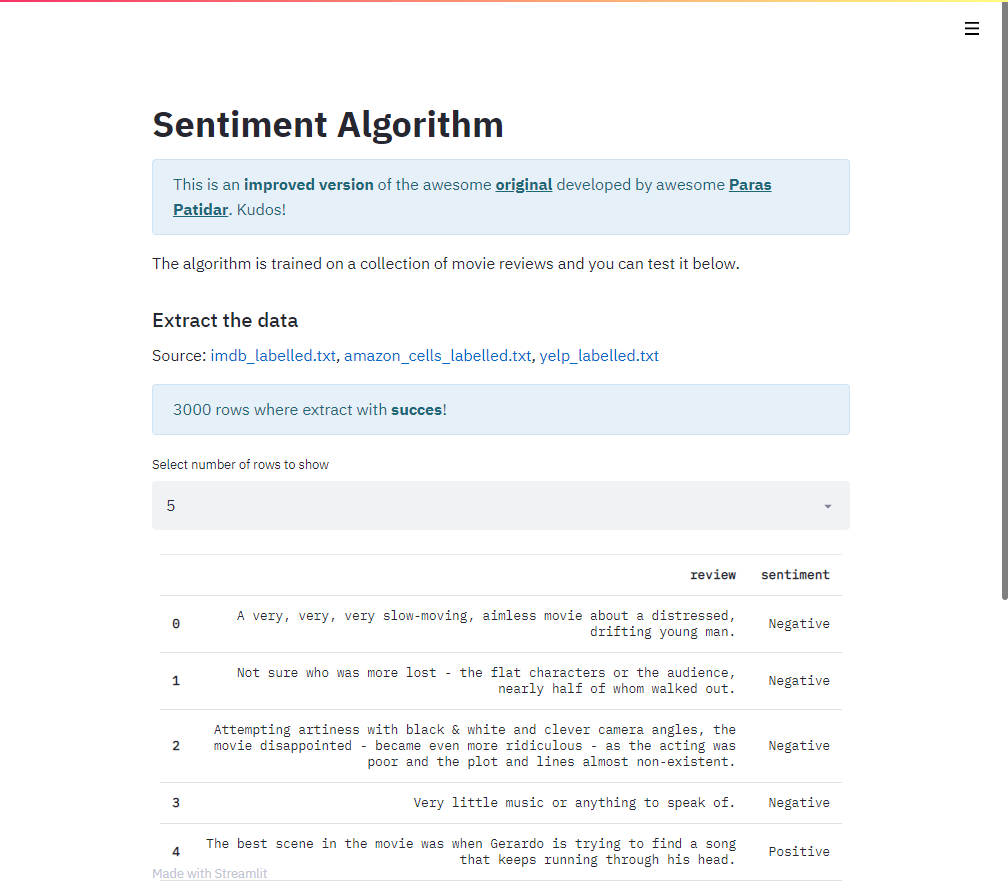 Sentiment Algorithm
This is an improved version of the awesome original developed by awesome Paras
Patidar. Kudos!
The algorithm is trained on a collection of movie reviews and you can test it below.
Extract the data
Source: imdb_labelled.txt, amazon_cells_labelled.txt, yelp_labelled.txt
3000 rows where extract with succes!
Select number of rows to show
5
review sentiment
0 A very, very, very slow-moving, aimless movie about a distressed,
drifting young man. Negative
1 Not sure who was more lost - the flat characters or the audience,
nearly half of whom walked out. Negative
2 Attempting artiness with black & white and clever camera angles, the
movie disappointed - became even more ridiculous - as the acting was
poor and the plot and lines almost non-existent. Negative
3 Very little music or anything to speak of. Negative
4 The best scene in the movie was when Gerardo is trying to find a song
that keeps running through his head. Positive
Made with Streamlit